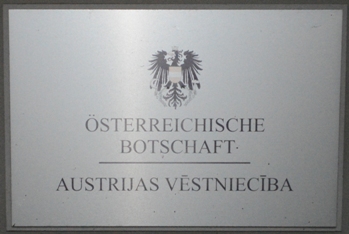 ÖSTERREICHISCHE
BOTSCHAFT
AUSTRIJAS VĒSTNIECĪBA